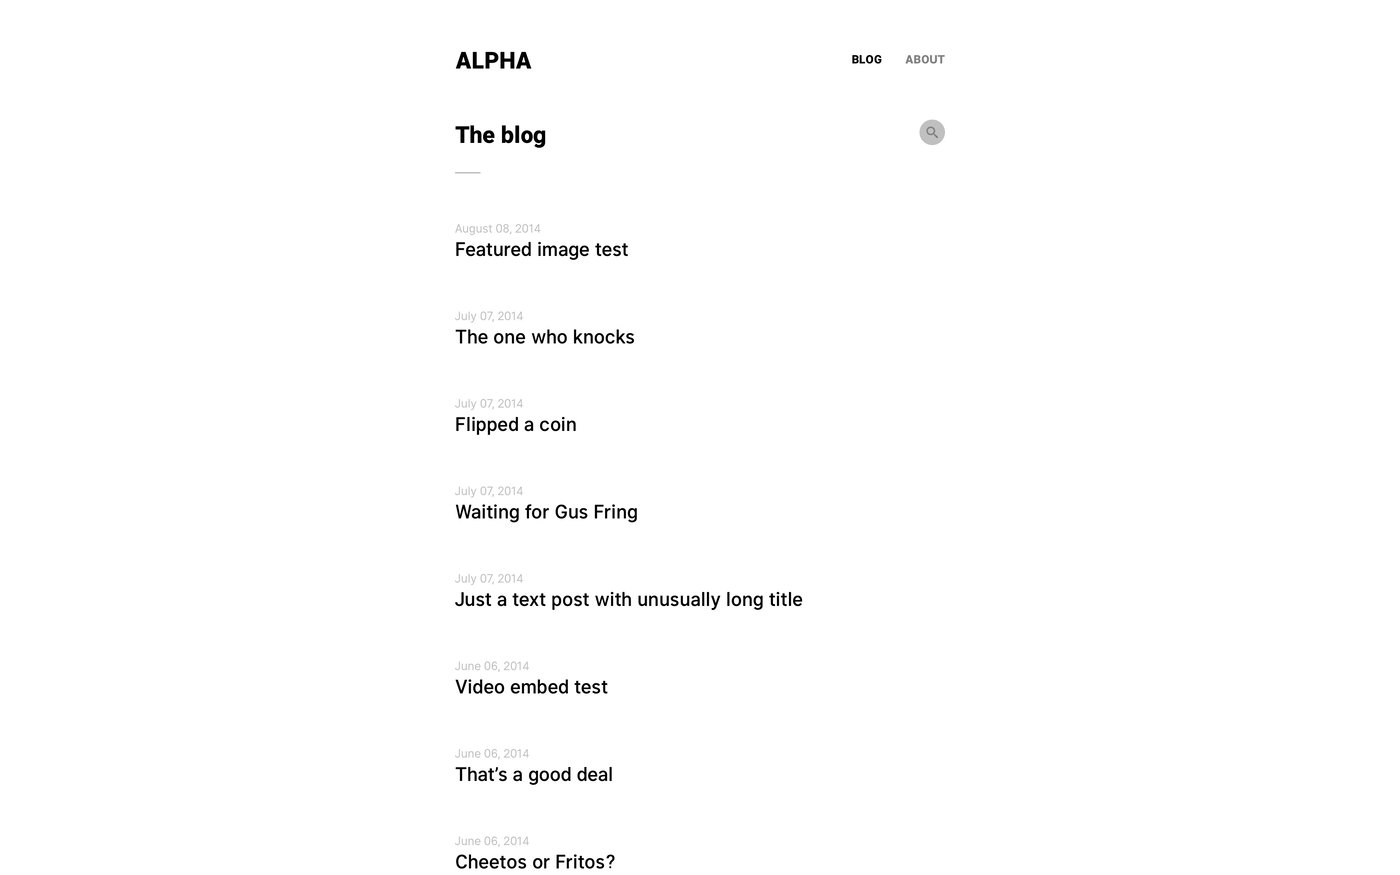 ALPHA
BLOG ABOUT
The blog
August 08, 2014
Featured image test
July 07, 2014
The one who knocks
July 07, 2014
Flipped a coin
July 07, 2014
Waiting for Gus Fring
July 07, 2014
Just a text post with unusually long title
June 06, 2014
Video embed test
June 06, 2014
That’s a good deal
June 06, 2014
Cheetos or Fritos?